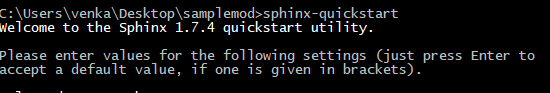 C:\Users\venka\Desktop\samplemod>sphinx-quickstart
Welcome to the Sphinx 1.7.4 quickstart utility.
Please enter values for the following settings (just press Enter to
accept a default value, if one is given in brackets).